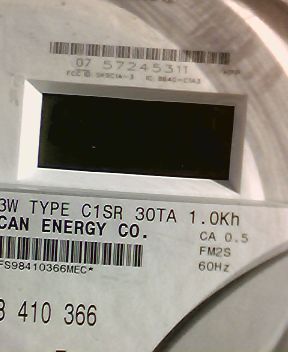 07 57245311
3W TYPE C1SR 30TA 1.0Kh
CAN ENERGY CO.
CA 0.5
FM2S
60Hz
FS98410366MEC*
8 410 366